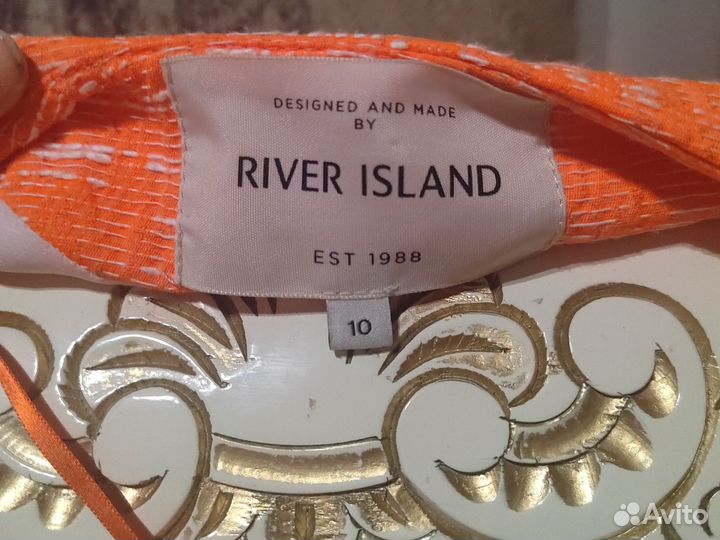 DESIGNED AND MADE
BY
RIVER ISLAND
EST 1988
10
Avito